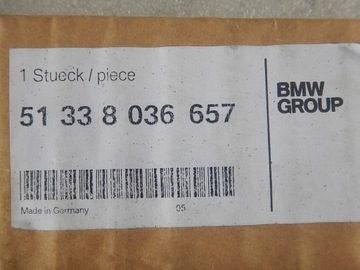 1 Stueck / piece
51 33 8 036 657
BMW
GROUP
Made in Germany
05